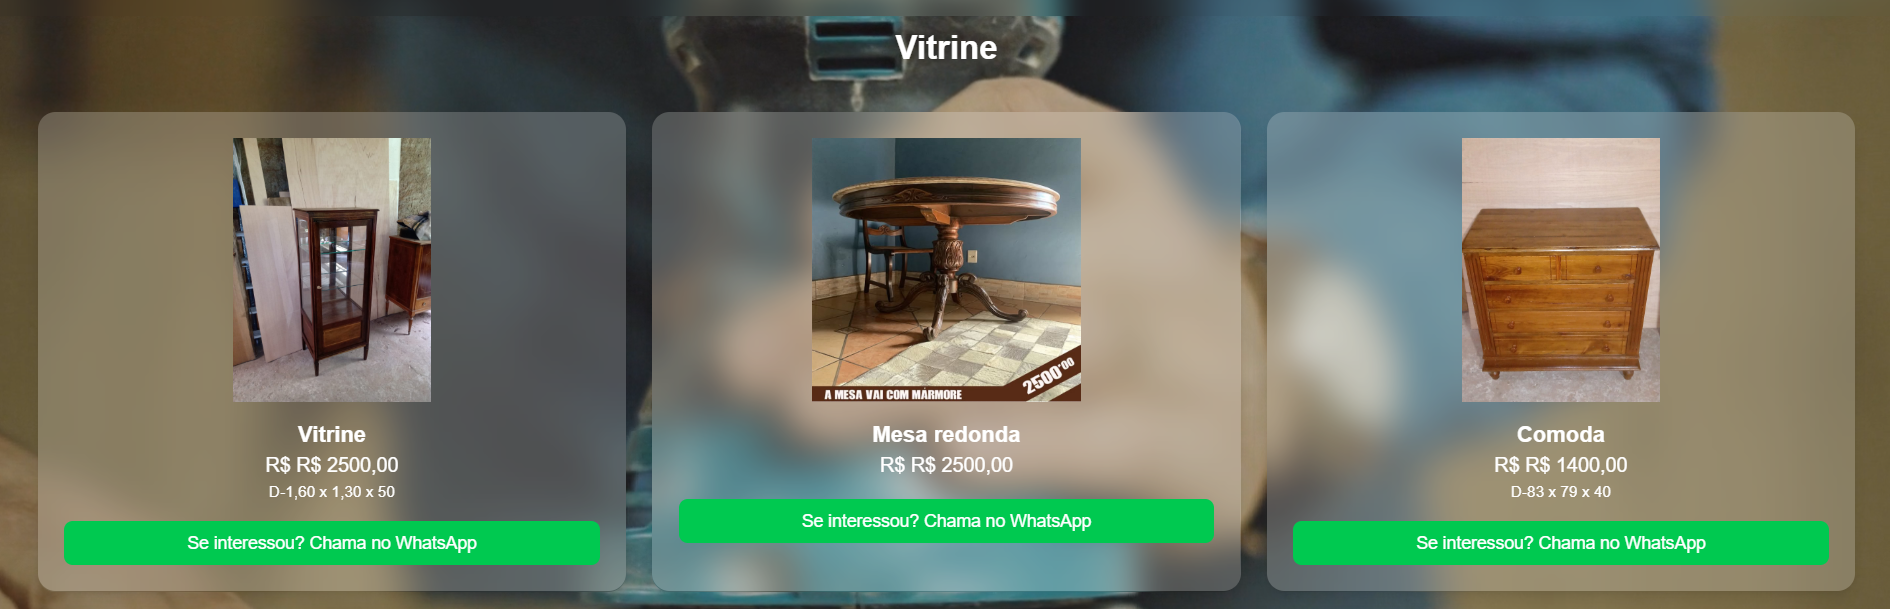 Vitrine
A MESA VAI COM MÁRMORE
2500'00
Vitrine
R$ R$ 2500,00
D-1,60 x 1,30 x 50
Se interessou? Chama no WhatsApp
Mesa redonda
R$ R$ 2500,00
Se interessou? Chama no WhatsApp
Comoda
R$ R$ 1400,00
D-83 x 79 x 40
Se interessou? Chama no WhatsApp